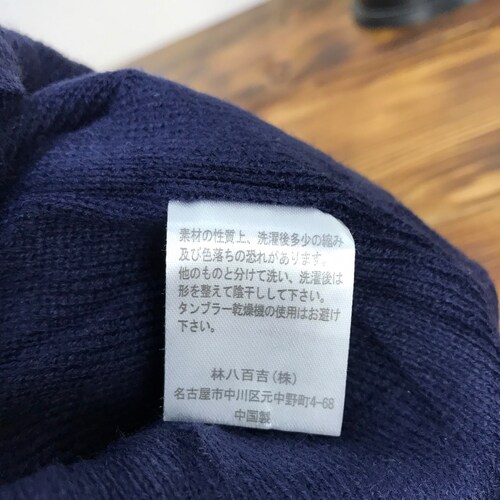 素材の性質上、洗濯後多少の縮み
及び色落ちの恐れがあります。
他のものと分けて洗い、洗濯後は
形を整えて陰干しして下さい。
タンブラー乾燥機の使用はお避け
下さい。
林八百吉(株)
名古屋市中川区元中野町4-68
中国製